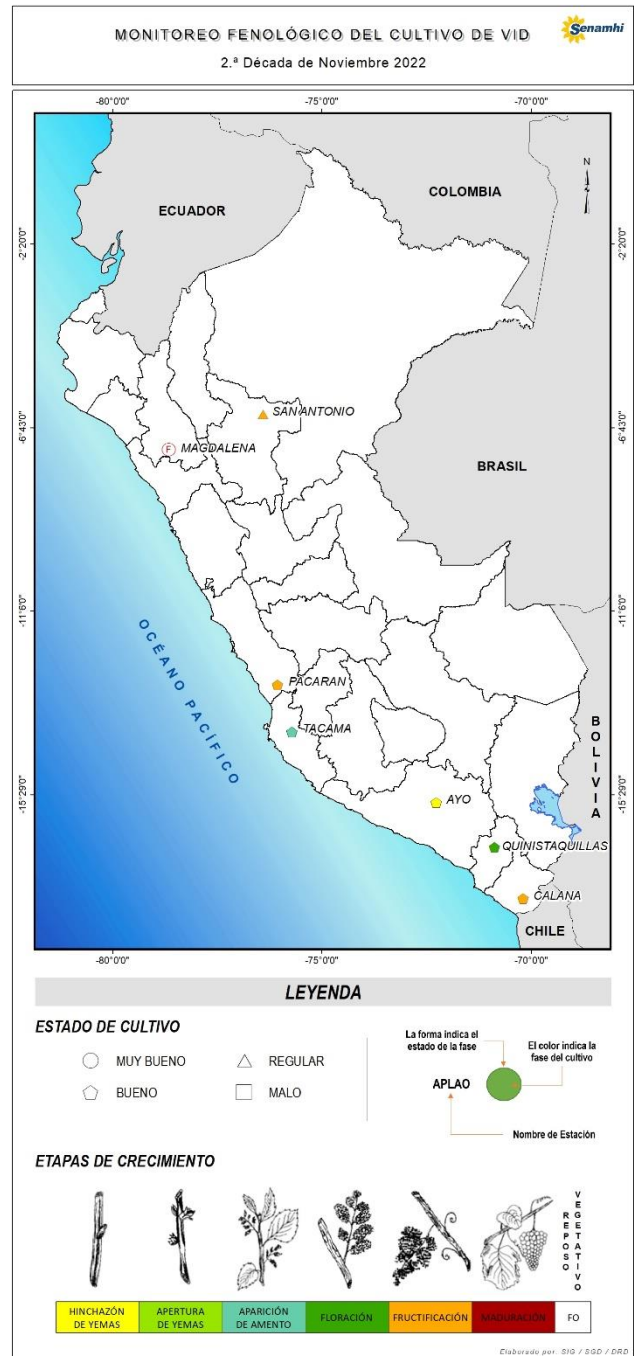 MONITOREO FENOLÓGICO DEL CULTIVO DE VID
Senamhi
2.ª Década de Noviembre 2022
-80°0'0" -75°0'0" -70°0'0"
N
COLOMBIA
ECUADOR
-2°20'0"
-2°20'0"
SAN ANTONIO
-6°43'0"
-6°43'0"
F MAGDALENA
BRASIL
-11°6'0"
-11°6'0"
OCÉANO PACÍFICO
PACARAN
TACAMA
BOLIVIA
-15°29'0"
-15°29'0"
AYO
QUINISTAQUILLAS
CALANA
CHILE
-80°0'0" -75°0'0" -70°0'0"
LEYENDA
ESTADO DE CULTIVO
MUY BUENO
REGULAR
BUENO
MALO
La forma indica el
estado de la fase
El color indica la
fase del cultivo
APLAO
Nombre de Estación
ETAPAS DE CRECIMIENTO
REPOSO
VEGETATIVO
HINCHAZÓN
DE YEMAS
APERTURA
DE YEMAS
APARICIÓN
DE AMENTO
FLORACIÓN
FRUCTIFICACIÓN
MADURACIÓN
FO
Elaborado por: SIG / SGD / DRD